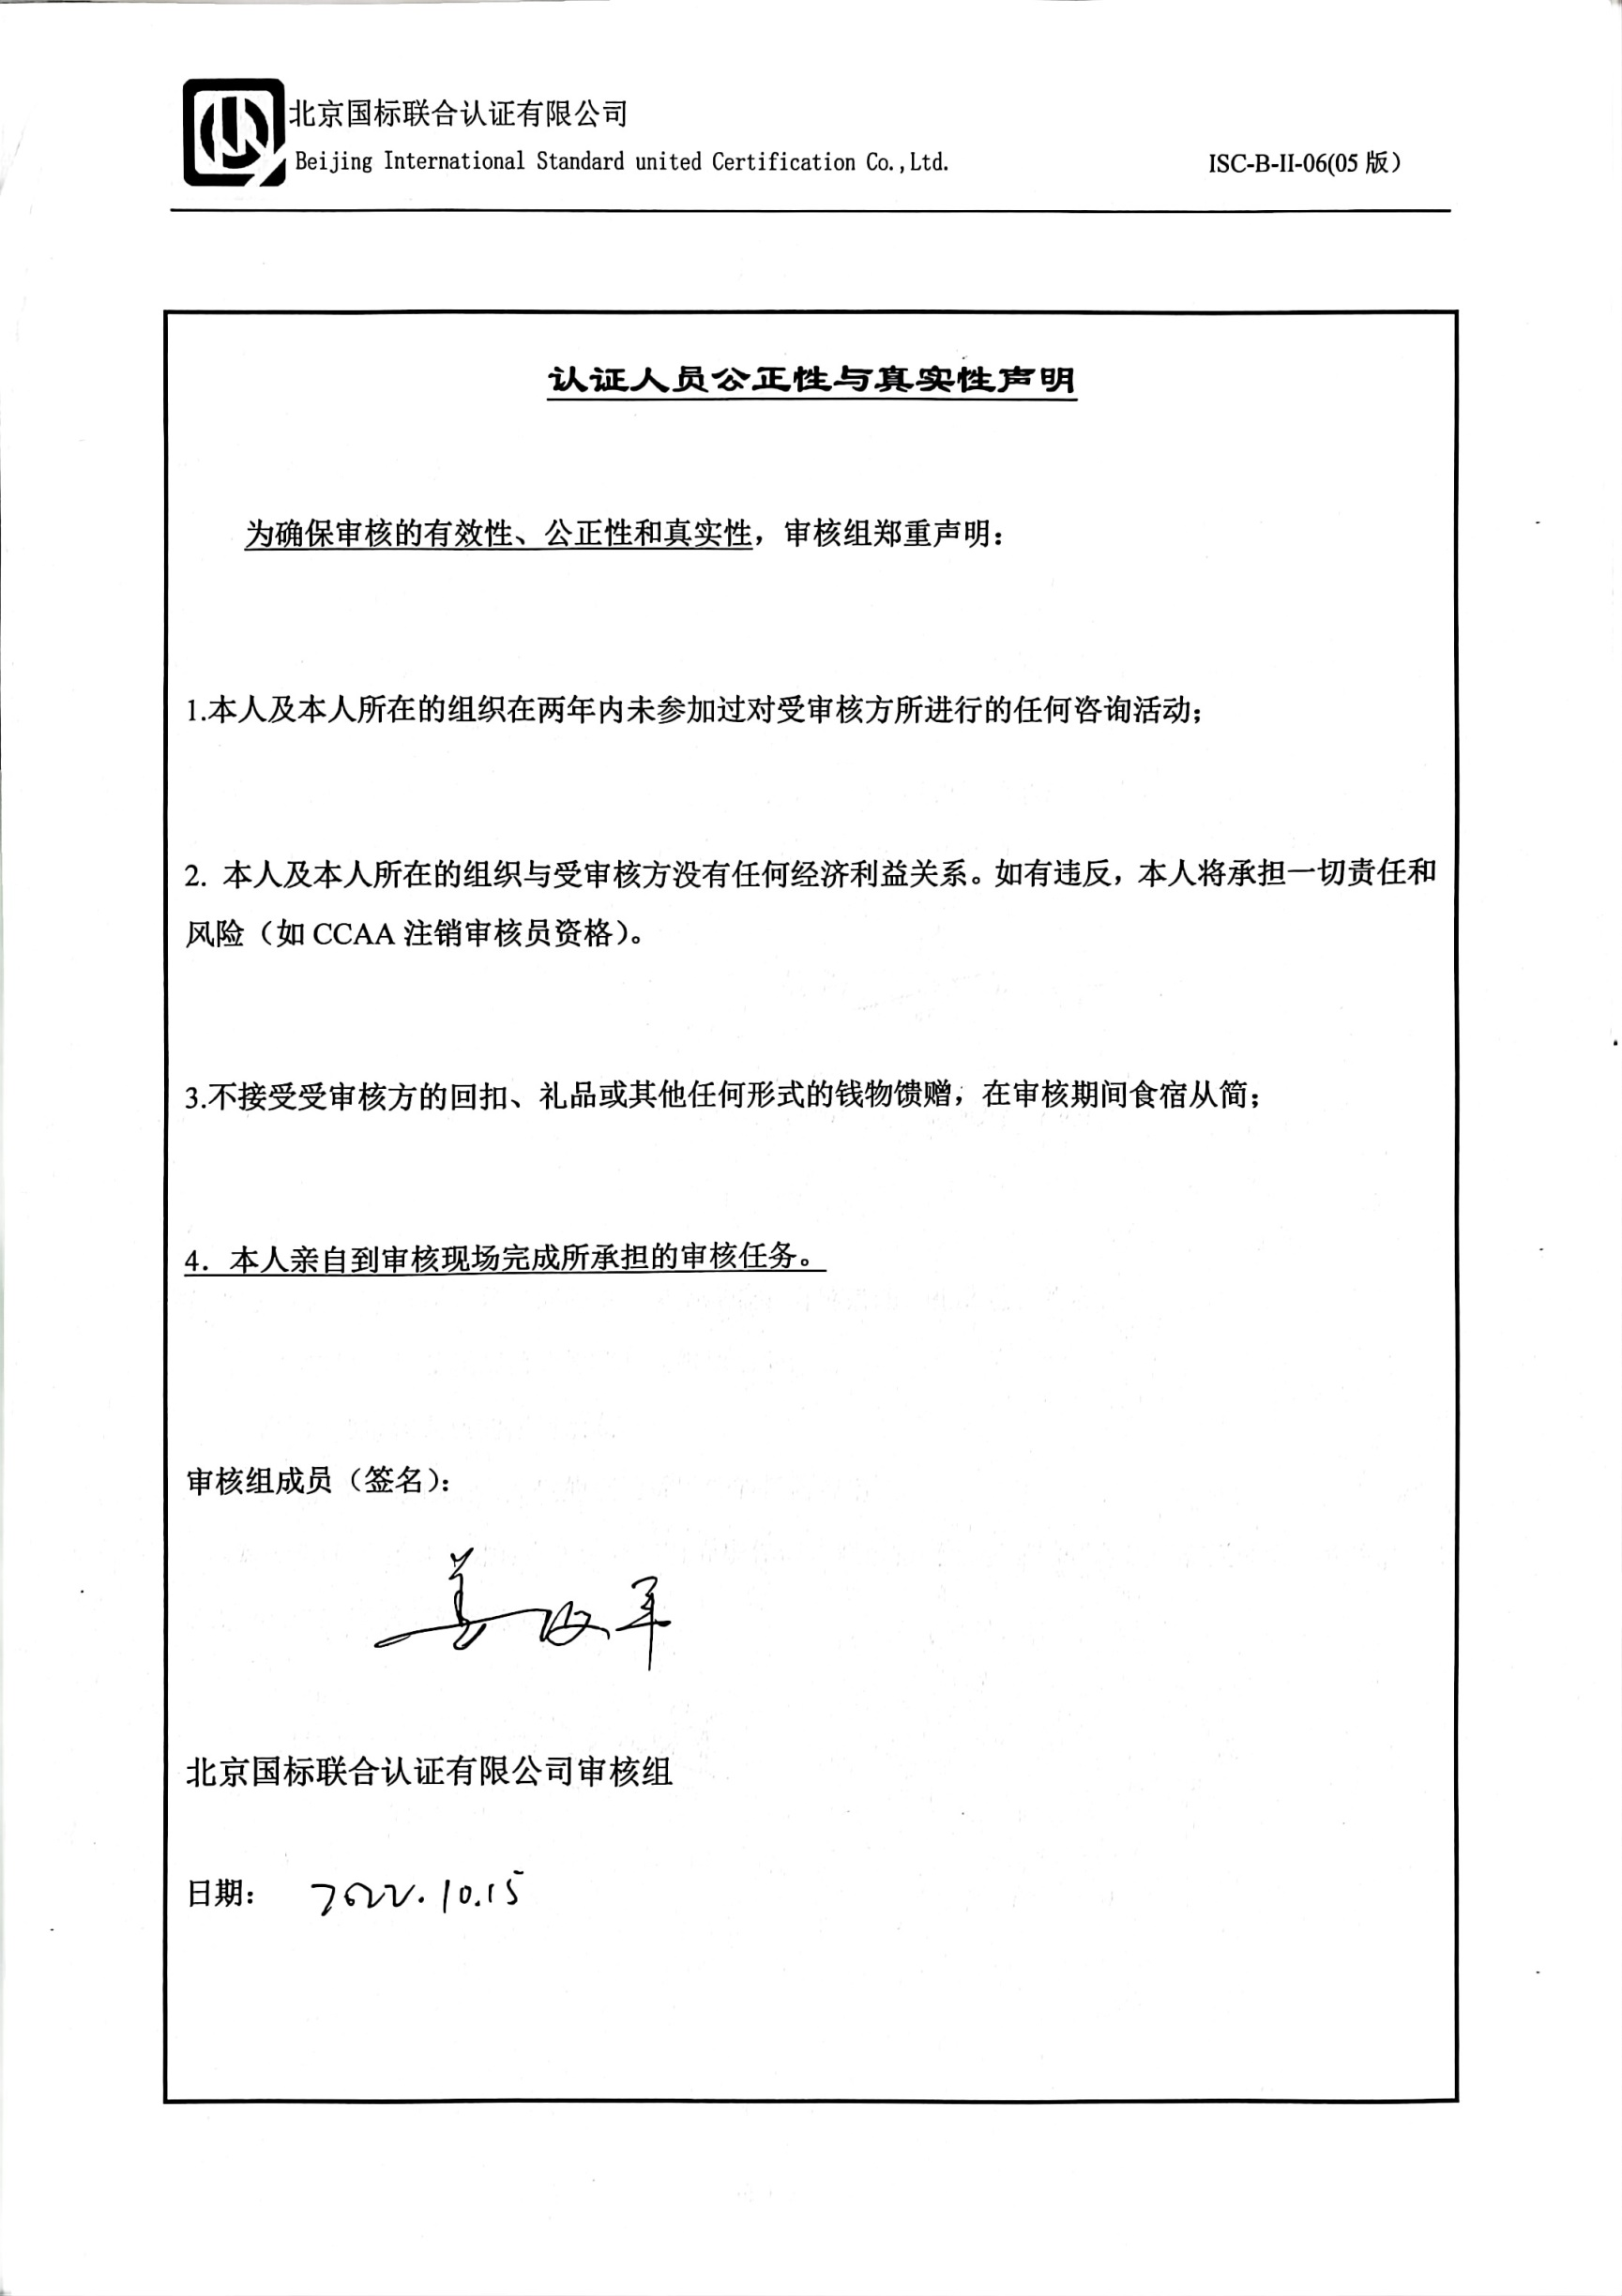 北京国标联合认证有限公司
Beijing International Standard united Certification Co.,Ltd.
ISC-B-II-06(05 版）
认证人员公正性与真实性声明
为确保审核的有效性、公正性和真实性，审核组郑重声明：
1.本人及本人所在的组织在两年内未参加过对受审核方所进行的任何咨询活动；
2. 本人及本人所在的组织与受审核方没有任何经济利益关系。如有违反，本人将承担一切责任和
风险（如 CCAA 注销审核员资格）。
3.不接受受审核方的回扣、礼品或其他任何形式的钱物馈赠，在审核期间食宿从简；
4. 本人亲自到审核现场完成所承担的审核任务。
审核组成员（签名）：
北京国标联合认证有限公司审核组
日期： 2022.10.15